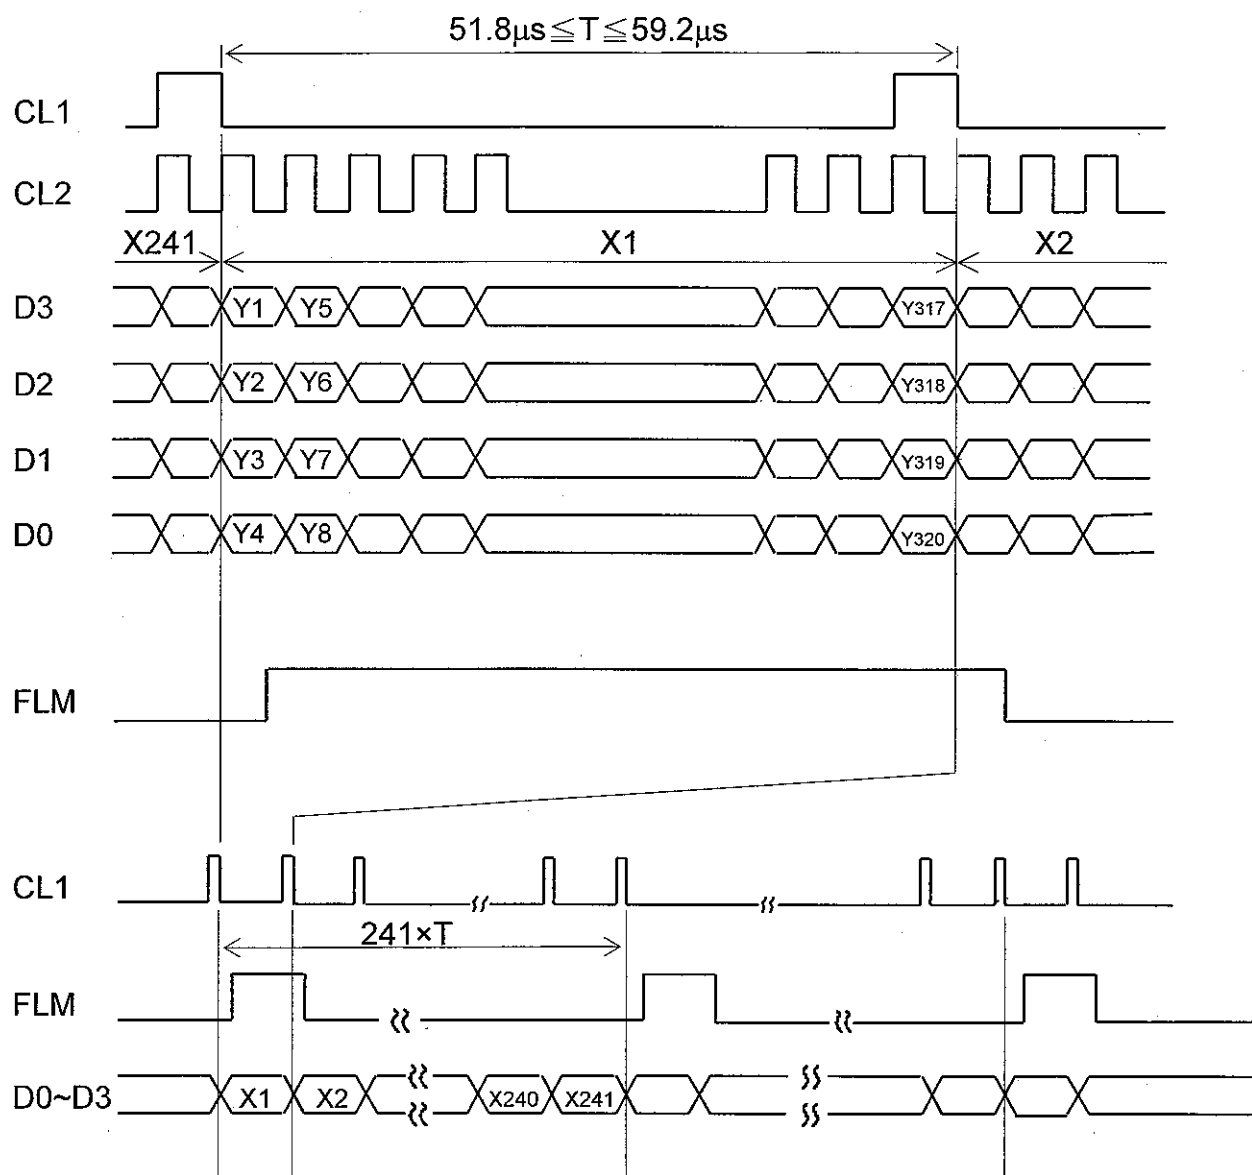 51.8μs≦T≦59.2μs
CL1
CL2
X241 X1 X2
D3 Y1 Y5 Y317
D2 Y2 Y6 Y318
D1 Y3 Y7 Y319
D0 Y4 Y8 Y320
FLM
CL1
241×T
FLM
D0~D3 X1 X2 X240 X241